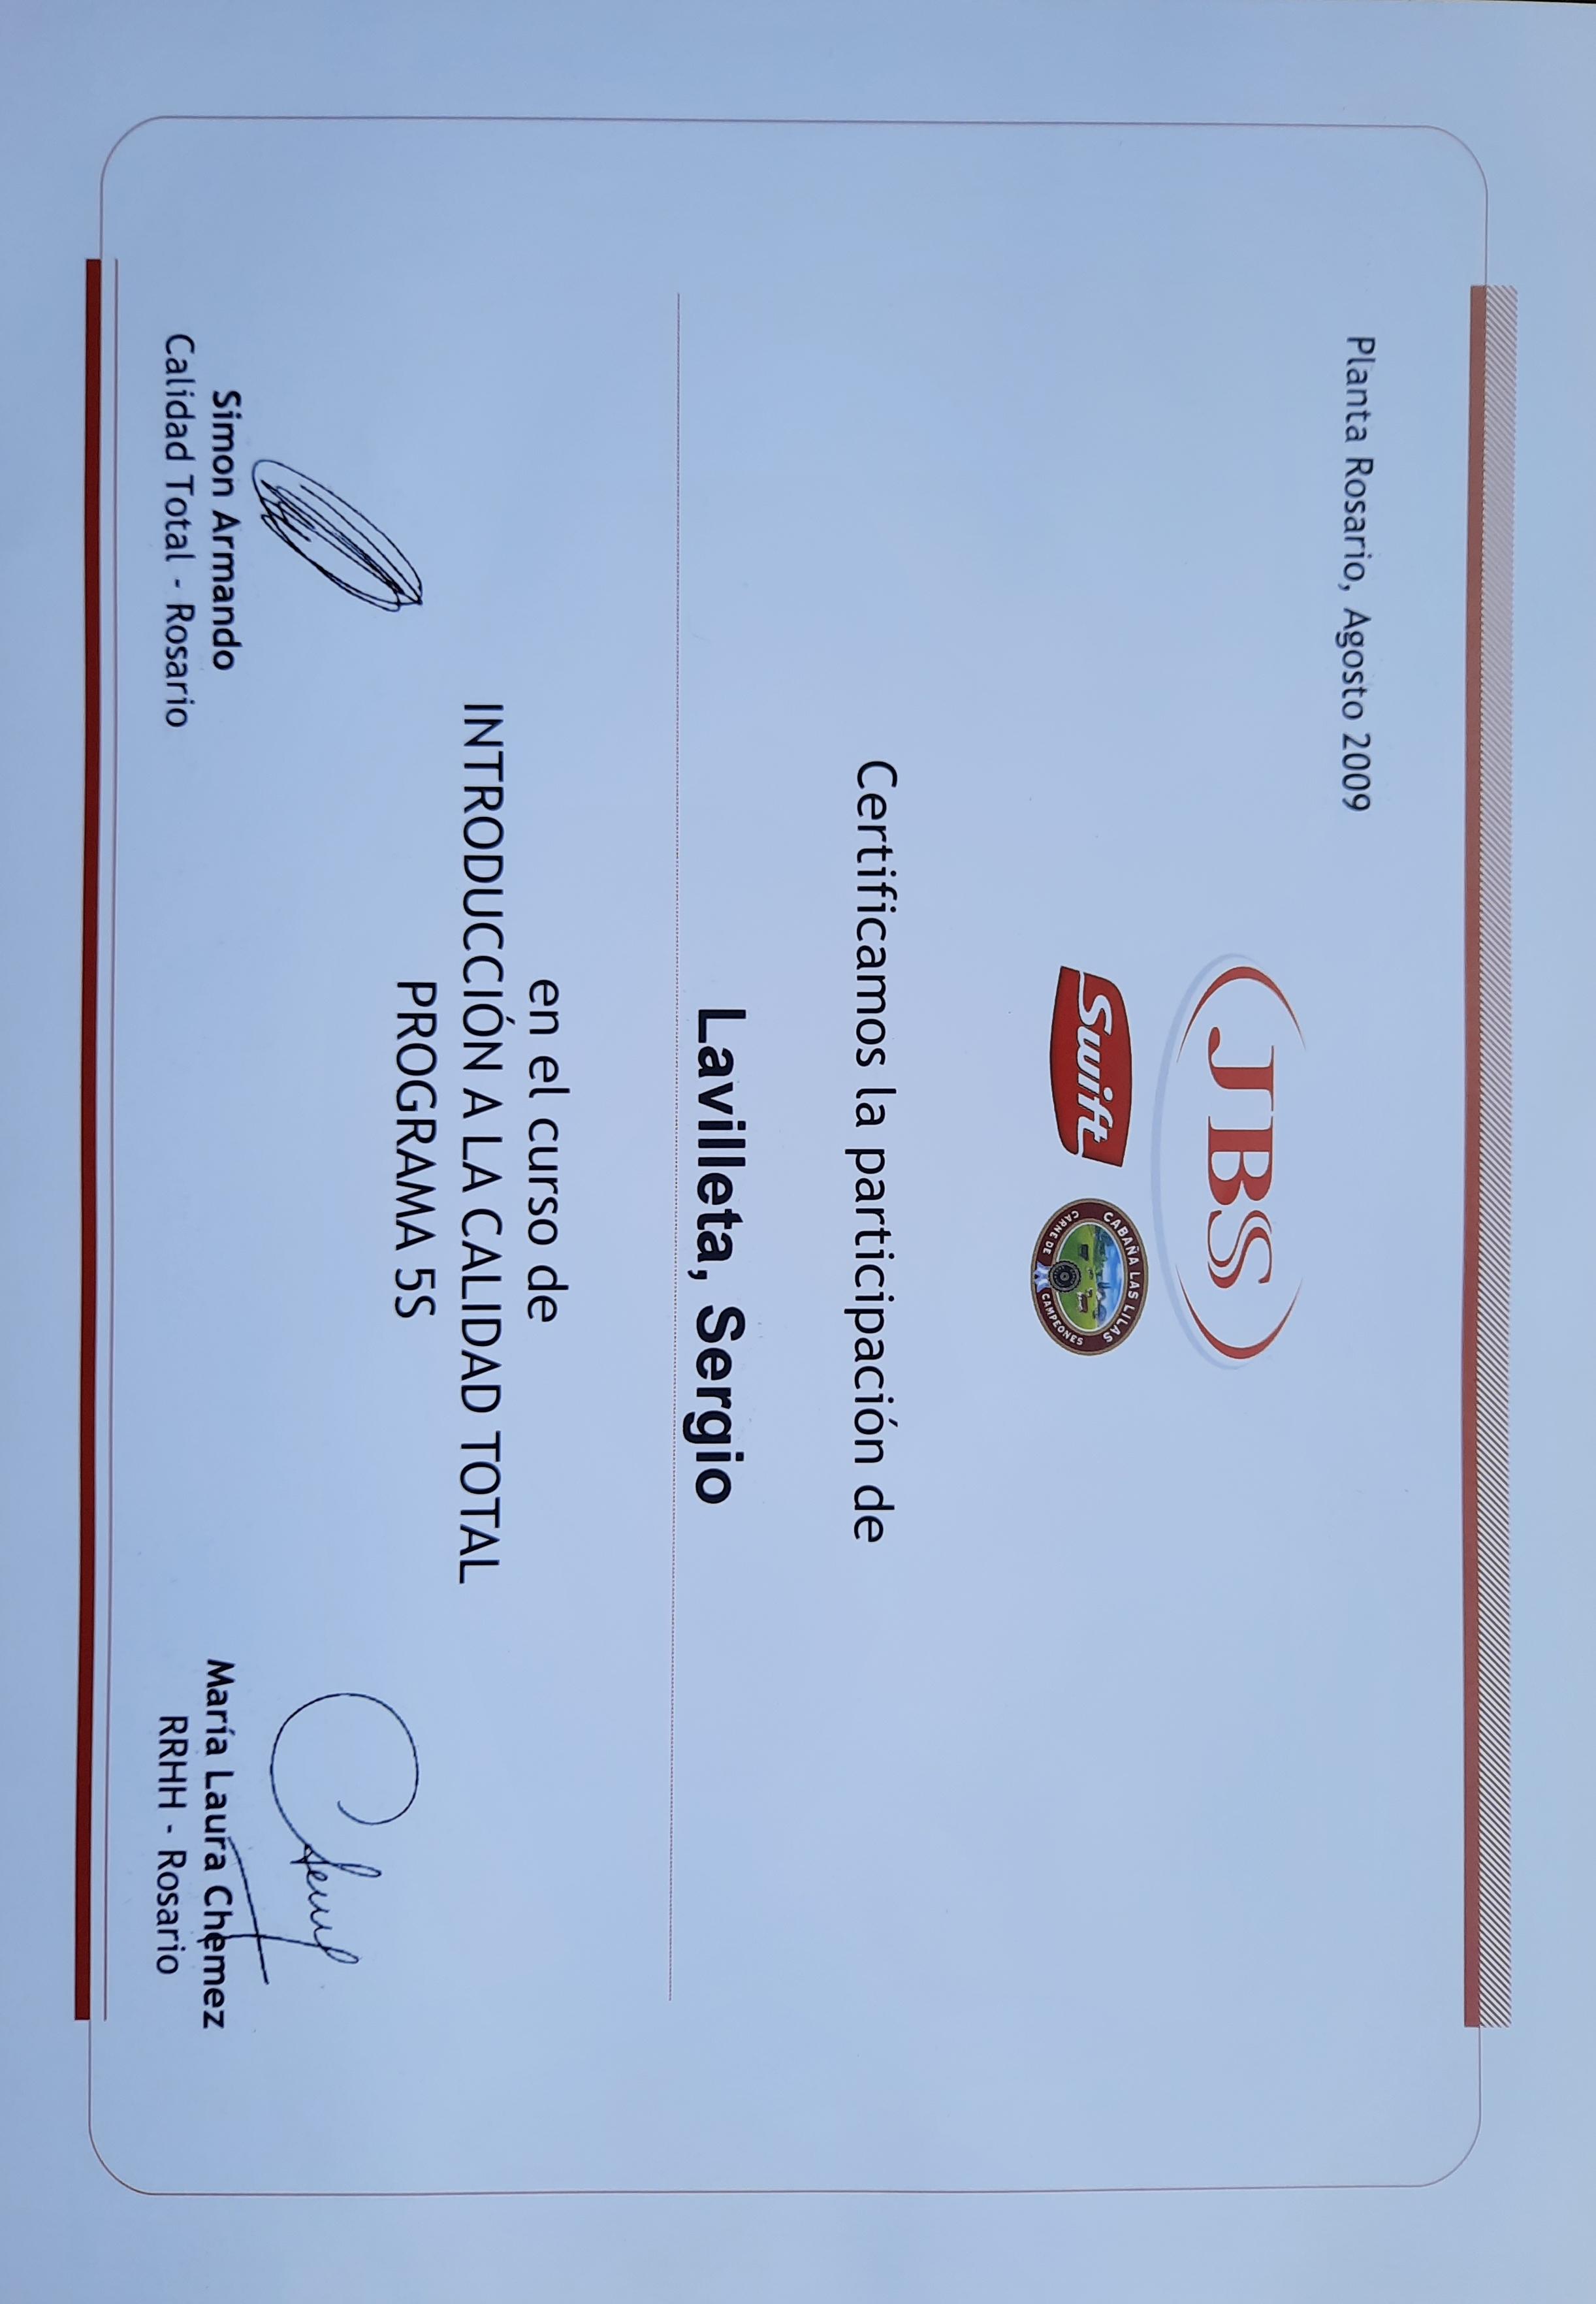 Planta Rosario, Agosto 2009
JBS
Swift
CABAÑA LAS LILAS
CARNE DE CAMPEONES
Certificamos la participación de
Lavilleta, Sergio
en el curso de
INTRODUCCIÓN A LA CALIDAD TOTAL
PROGRAMA 5S
Simon Armando
Calidad Total - Rosario
María Laura Chemez
RRHH - Rosario